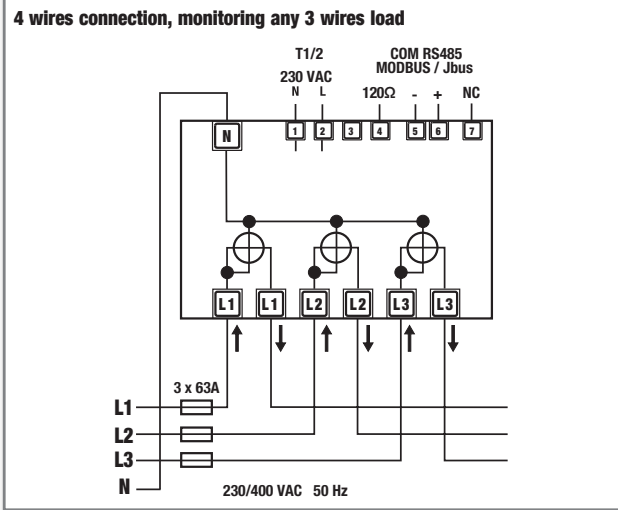 4 wires connection, monitoring any 3 wires load
T1/2
230 VAC
N L
COM RS485
MODBUS / Jbus
120Ω - + NC
N
1 2 3 4 5 6 7
L1 L1 L2 L2 L3 L3
3 x 63A
L1
L2
L3
N
230/400 VAC 50 Hz